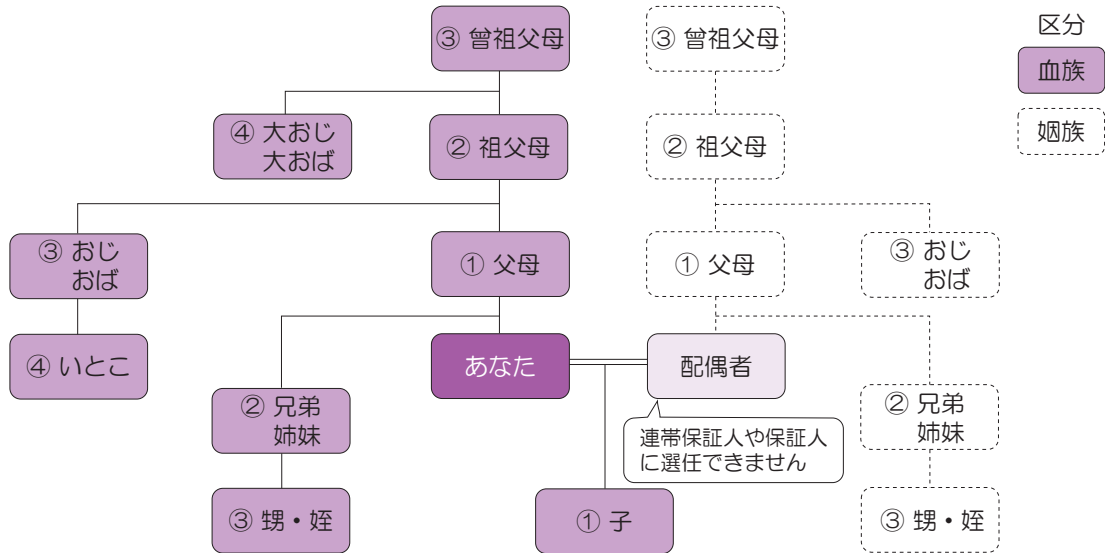 ③ 曾祖父母
③ 曾祖父母
区分
血族
④ 大おじ
大おば
② 祖父母
② 祖父母
姻族
③ おじ
おば
① 父母
① 父母
③ おじ
おば
④ いとこ
あなた
配偶者
② 兄弟
姉妹
連帯保証人や保証人
に選任できません
② 兄弟
姉妹
③ 甥・姪
① 子
③ 甥・姪